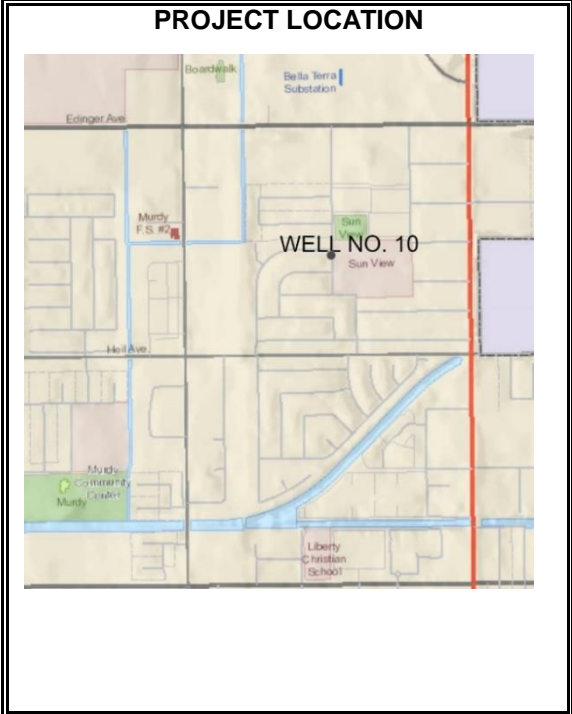 PROJECT LOCATION
Boardwalk
Bella Terra
Substation
Edinger Ave
Murdy
F.S. #2
Sun
View
WELL NO. 10
Sun View
Heil Ave.
Murdy
Community
Center
Murdy
Liberty
Christian
School